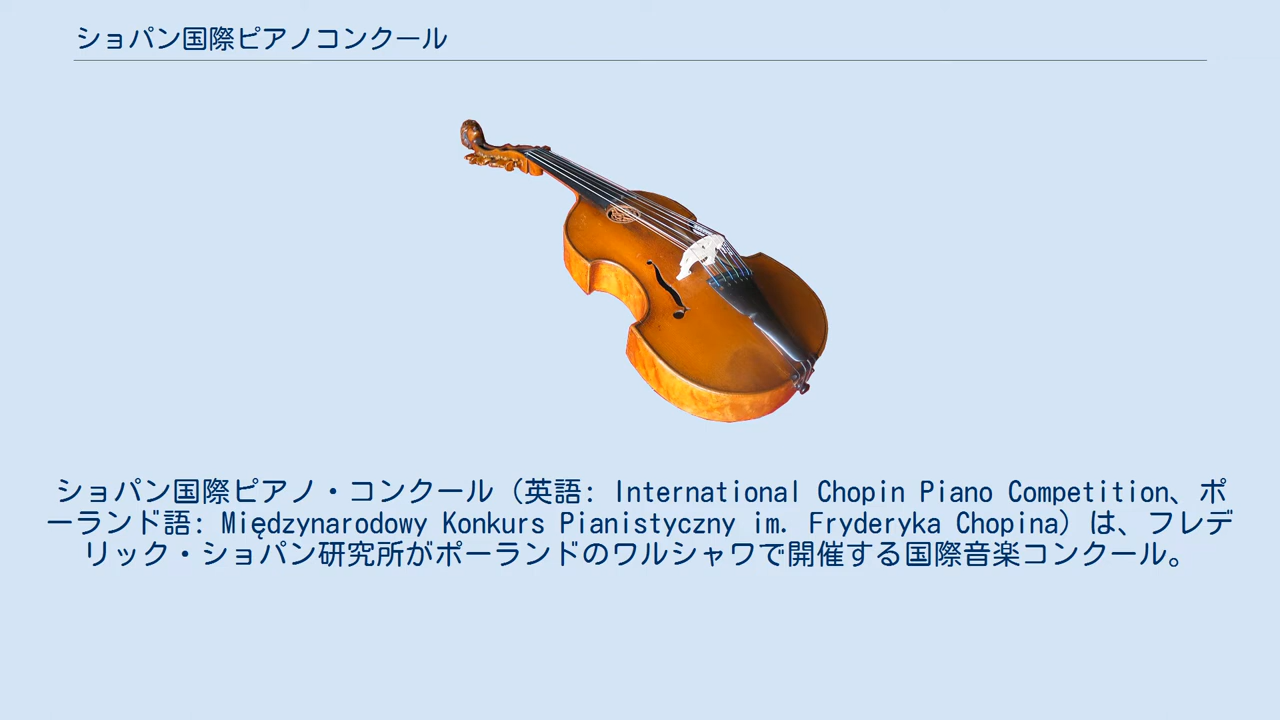 ショパン国際ピアノコンクール
ショパン国際ピアノ・コンクール（英語: International Chopin Piano Competition、ポ
ーランド語: Międzynarodowy Konkurs Pianistyczny im. Fryderyka Chopina）は、フレデ
リック・ショパン研究所がポーランドのワルシャワで開催する国際音楽コンクール。